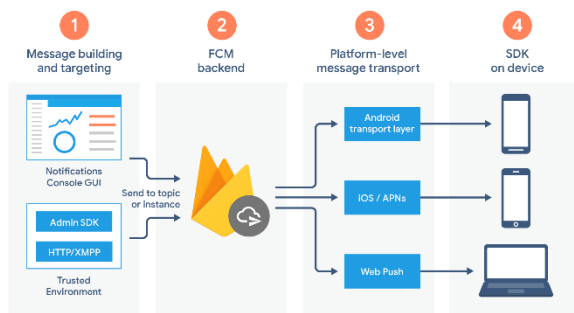 1
Message building
and targeting
2
FCM
backend
3
Platform-level
message transport
4
SDK
on device
Notifications
Console GUI
Send to topic
or Instance
Admin SDK
HTTP/XMPP
Trusted
Environment
Android
transport layer
iOS / APNs
Web Push